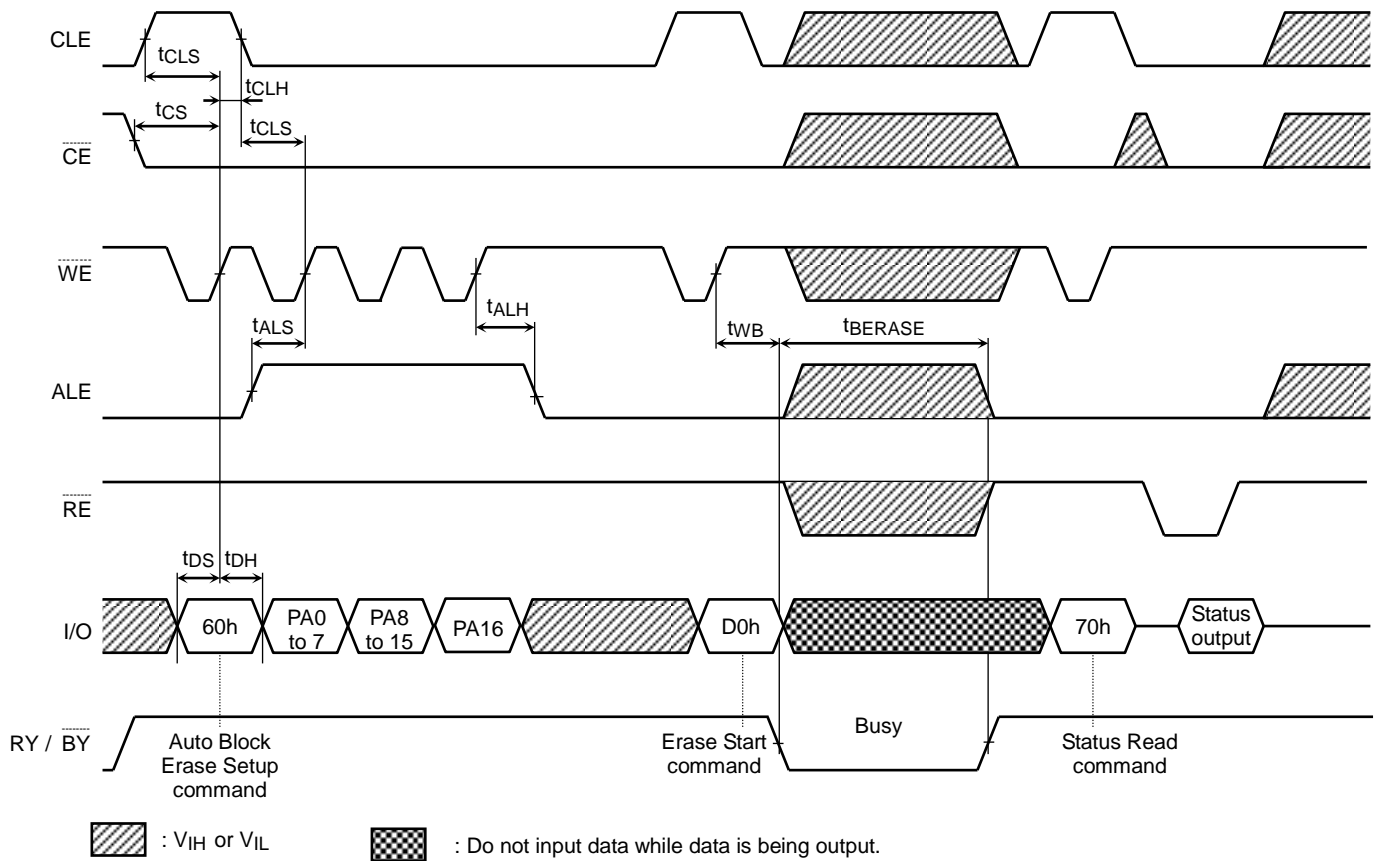 CLE
tCLS
tCLH
tCS
tCLS
CE
WE
tALS
tALH
tWB
tBERASE
ALE
RE
tDS
tDH
I/O
60h
PA0
to 7
PA8
to 15
PA16
D0h
70h
Status
output
RY / BY
Busy
Auto Block
Erase Setup
command
Erase Start
command
Status Read
command
: VIH or VIL
: Do not input data while data is being output.